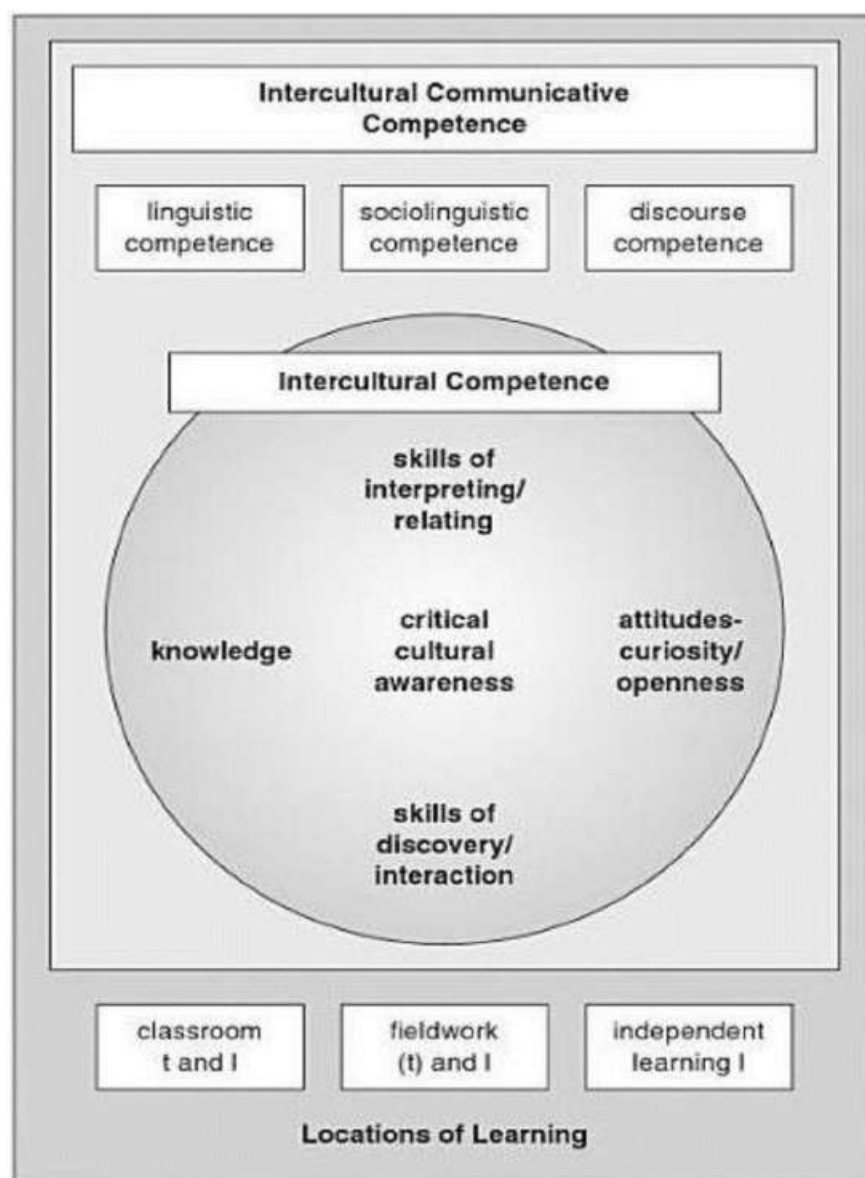 Intercultural Communicative
Competence
linguistic
competence
sociolinguistic
competence
discourse
competence
Intercultural Competence
skills of
interpreting/
relating
knowledge
critical
cultural
awareness
attitudes-
curiosity/
openness
skills of
discovery/
interaction
classroom
t and l
fieldwork
(t) and l
independent
learning l
Locations of Learning